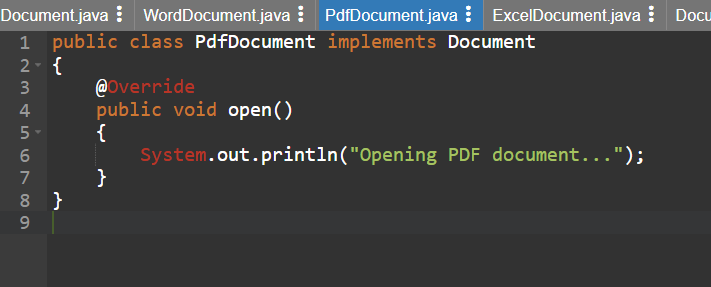 Document.java WordDocument.java PdfDocument.java ExcelDocument.java Docu
1 public class PdfDocument implements Document
2 {
3 @Override
4 public void open()
5 {
6 System.out.println("Opening PDF document...");
7 }
8 }
9